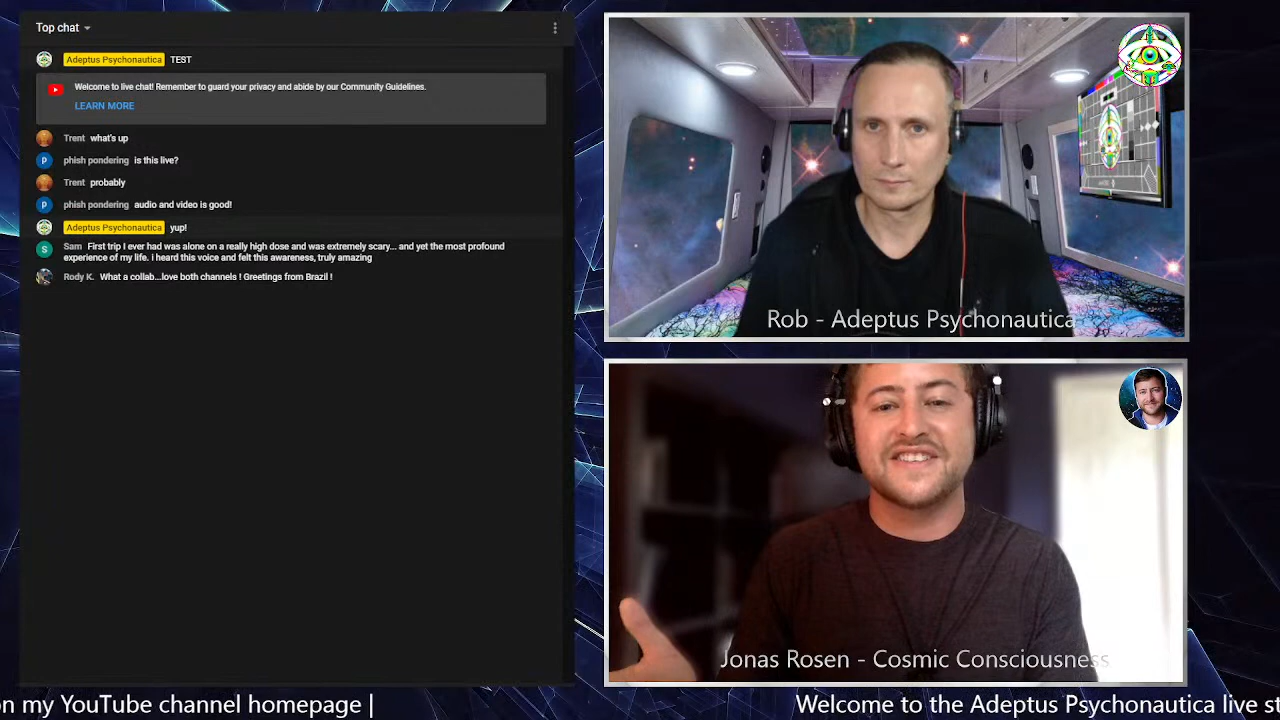 Top chat
Adeptus Psychonautica TEST
Welcome to live chat! Remember to guard your privacy and abide by our Community Guidelines.
LEARN MORE
Trent what's up
phish pondering is this live?
Trent probably
phish pondering audio and video is good!
Adeptus Psychonautica yup!
Sam First trip I ever had was alone on a really high dose and was extremely scary... and yet the most profound
experience of my life. i heard this voice and felt this awareness, truly amazing
Rody K. What a collab...love both channels ! Greetings from Brazil !
Rob - Adeptus Psychonautica
Jonas Rosen - Cosmic Consciousness
on my YouTube channel homepage |
Welcome to the Adeptus Psychonautica live st